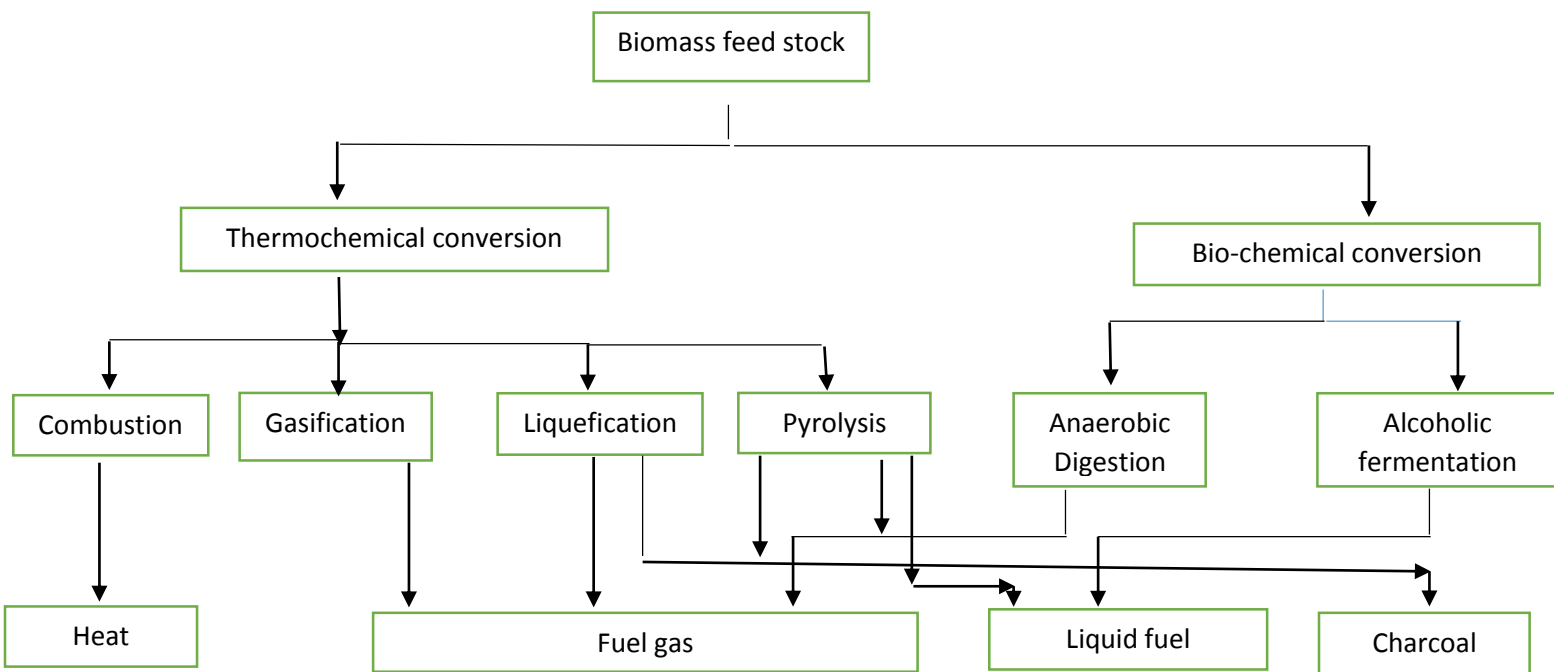 Biomass feed stock
Thermochemical conversion
Bio-chemical conversion
Combustion
Gasification
Liquefication
Pyrolysis
Anaerobic
Digestion
Alcoholic
fermentation
Heat
Fuel gas
Liquid fuel
Charcoal